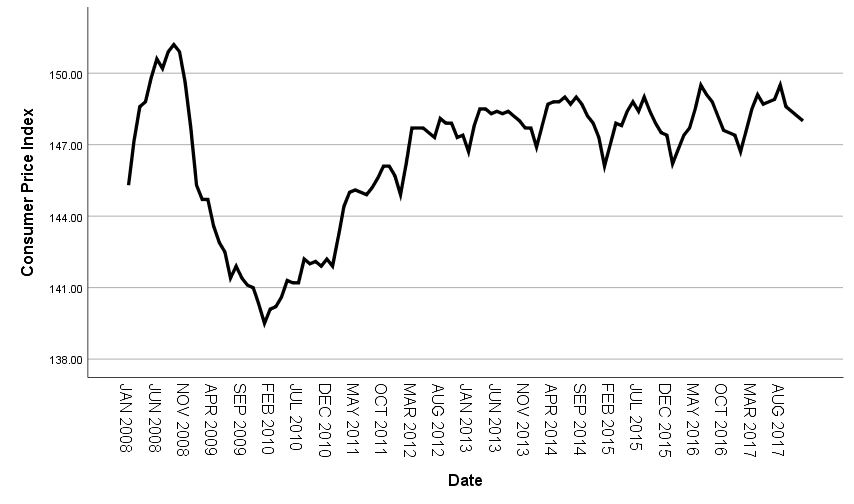 Consumer Price Index
150.00
147.00
144.00
141.00
138.00
JAN 2008
JUN 2008
NOV 2008
APR 2009
SEP 2009
FEB 2010
JUL 2010
DEC 2010
MAY 2011
OCT 2011
MAR 2012
AUG 2012
JAN 2013
JUN 2013
NOV 2013
APR 2014
SEP 2014
FEB 2015
JUL 2015
DEC 2015
MAY 2016
OCT 2016
MAR 2017
AUG 2017
Date